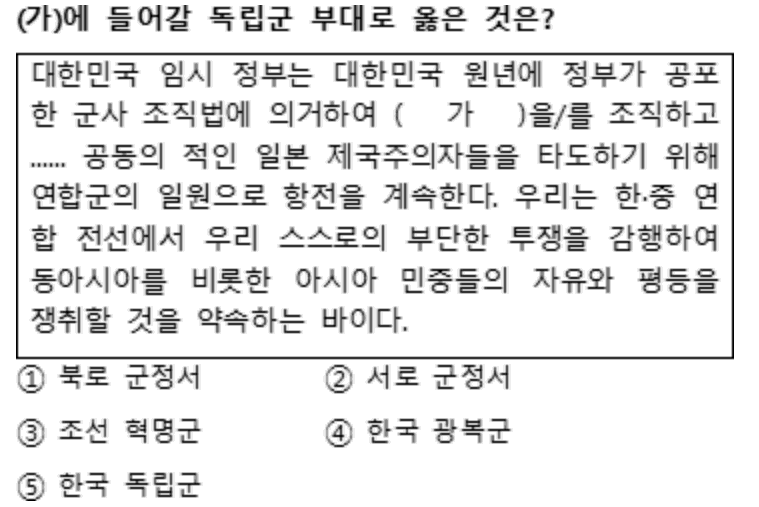 (가)에 들어갈 독립군 부대로 옳은 것은?
대한민국 임시 정부는 대한민국 원년에 정부가 공포
한 군사 조직법에 의거하여 ( 가 )을/를 조직하고
...... 공동의 적인 일본 제국주의자들을 타도하기 위해
연합군의 일원으로 항전을 계속한다. 우리는 한·중 연
합 전선에서 우리 스스로의 부단한 투쟁을 감행하여
동아시아를 비롯한 아시아 민중들의 자유와 평등을
쟁취할 것을 약속하는 바이다.
① 북로 군정서 ② 서로 군정서
③ 조선 혁명군 ④ 한국 광복군
⑤ 한국 독립군